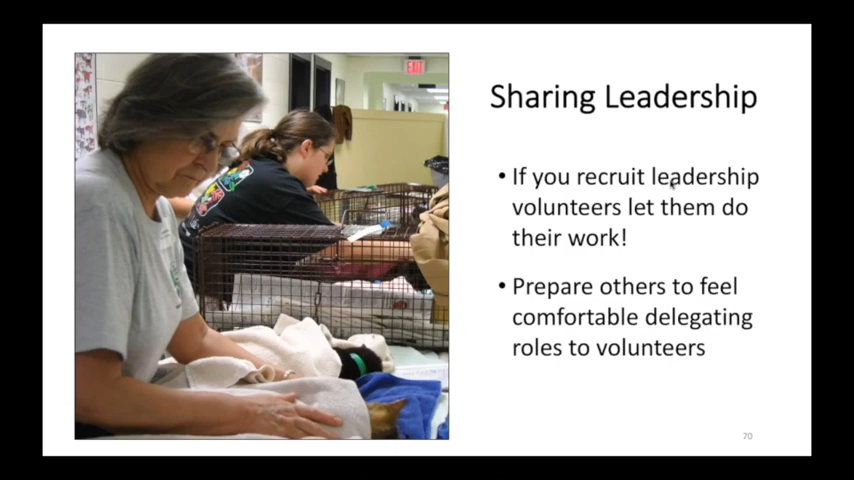 Sharing Leadership
• If you recruit leadership
volunteers let them do
their work!
• Prepare others to feel
comfortable delegating
roles to volunteers
70